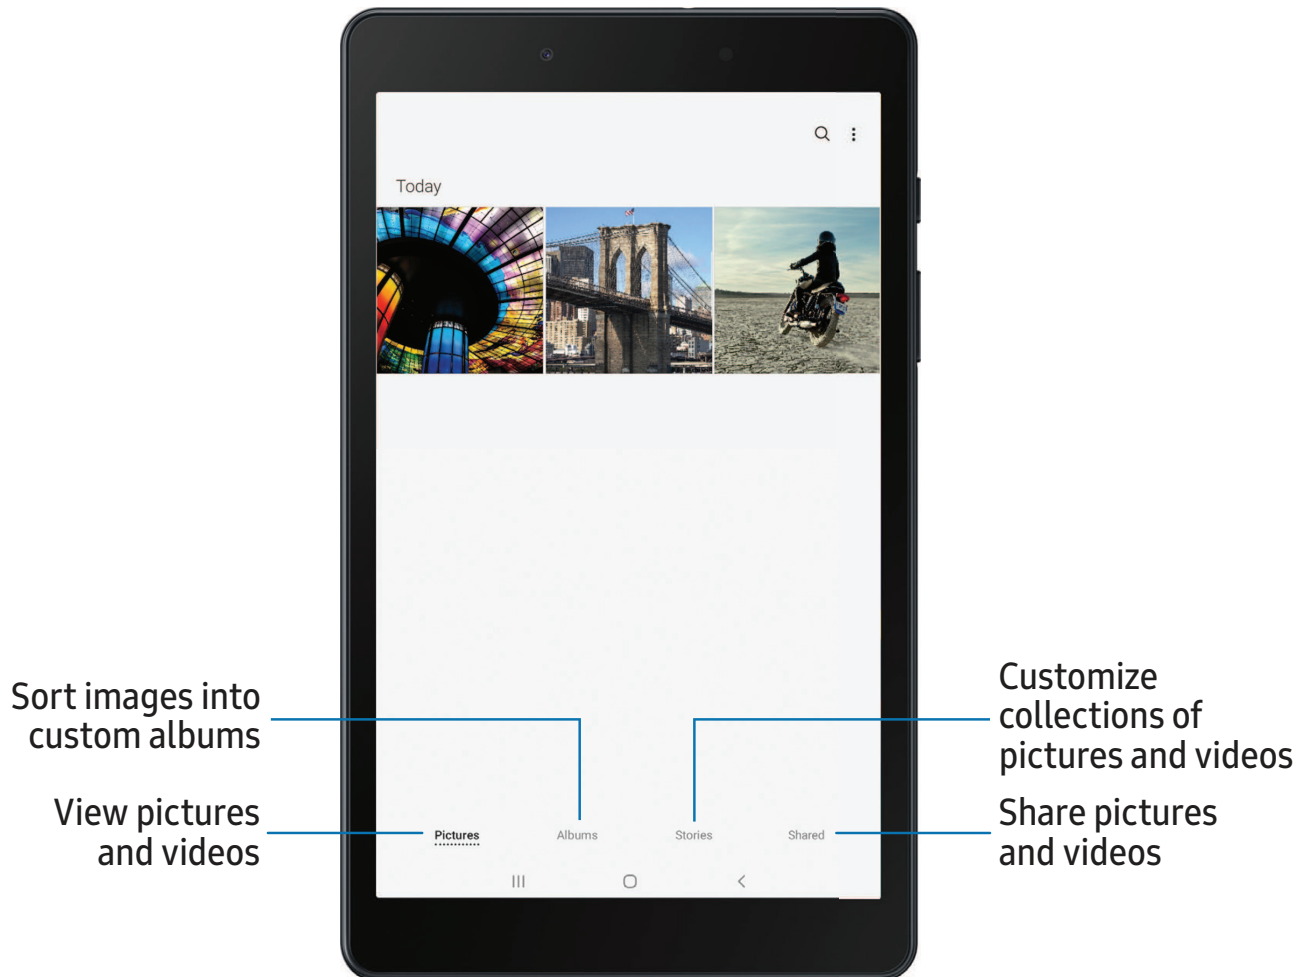 Today
Sort images into
custom albums
View pictures
and videos
Customize
collections of
pictures and videos
Share pictures
and videos
Pictures
Albums
Stories
Shared